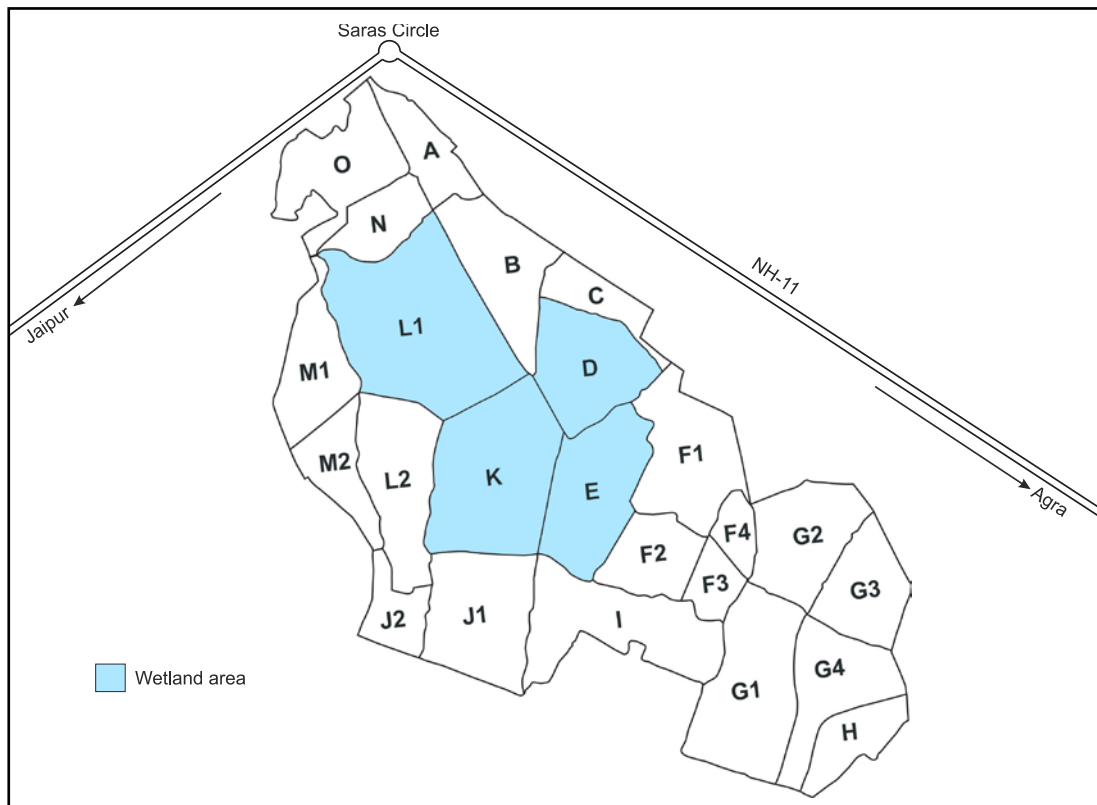 Saras Circle
A
O
N
B
NH-11
C
Jaipur
L1
D
M1
F1
M2
L2
K
E
Agra
F4
G2
F2
F3
G3
J2
J1
I
G4
Wetland area
G1
H